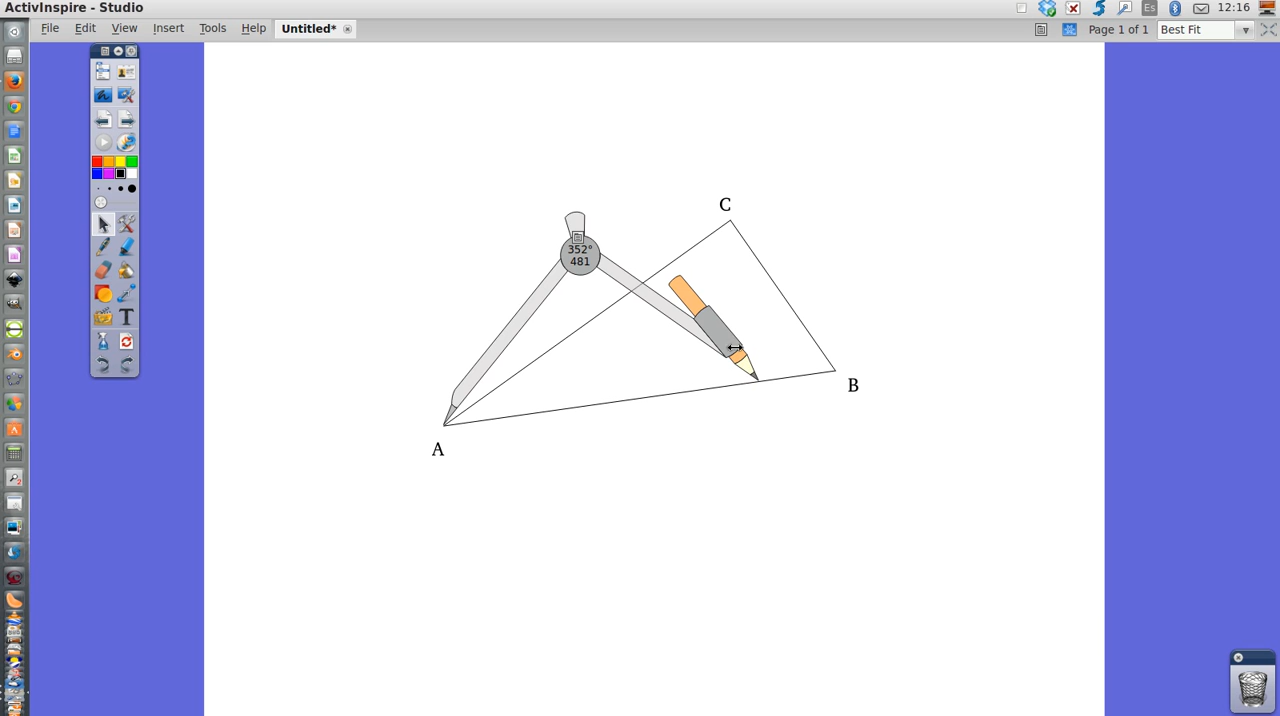 ActivInspire - Studio
Es
12:16
File Edit View Insert Tools Help Untitled*
Page 1 of 1 Best Fit
T
C
352°
481
B
A